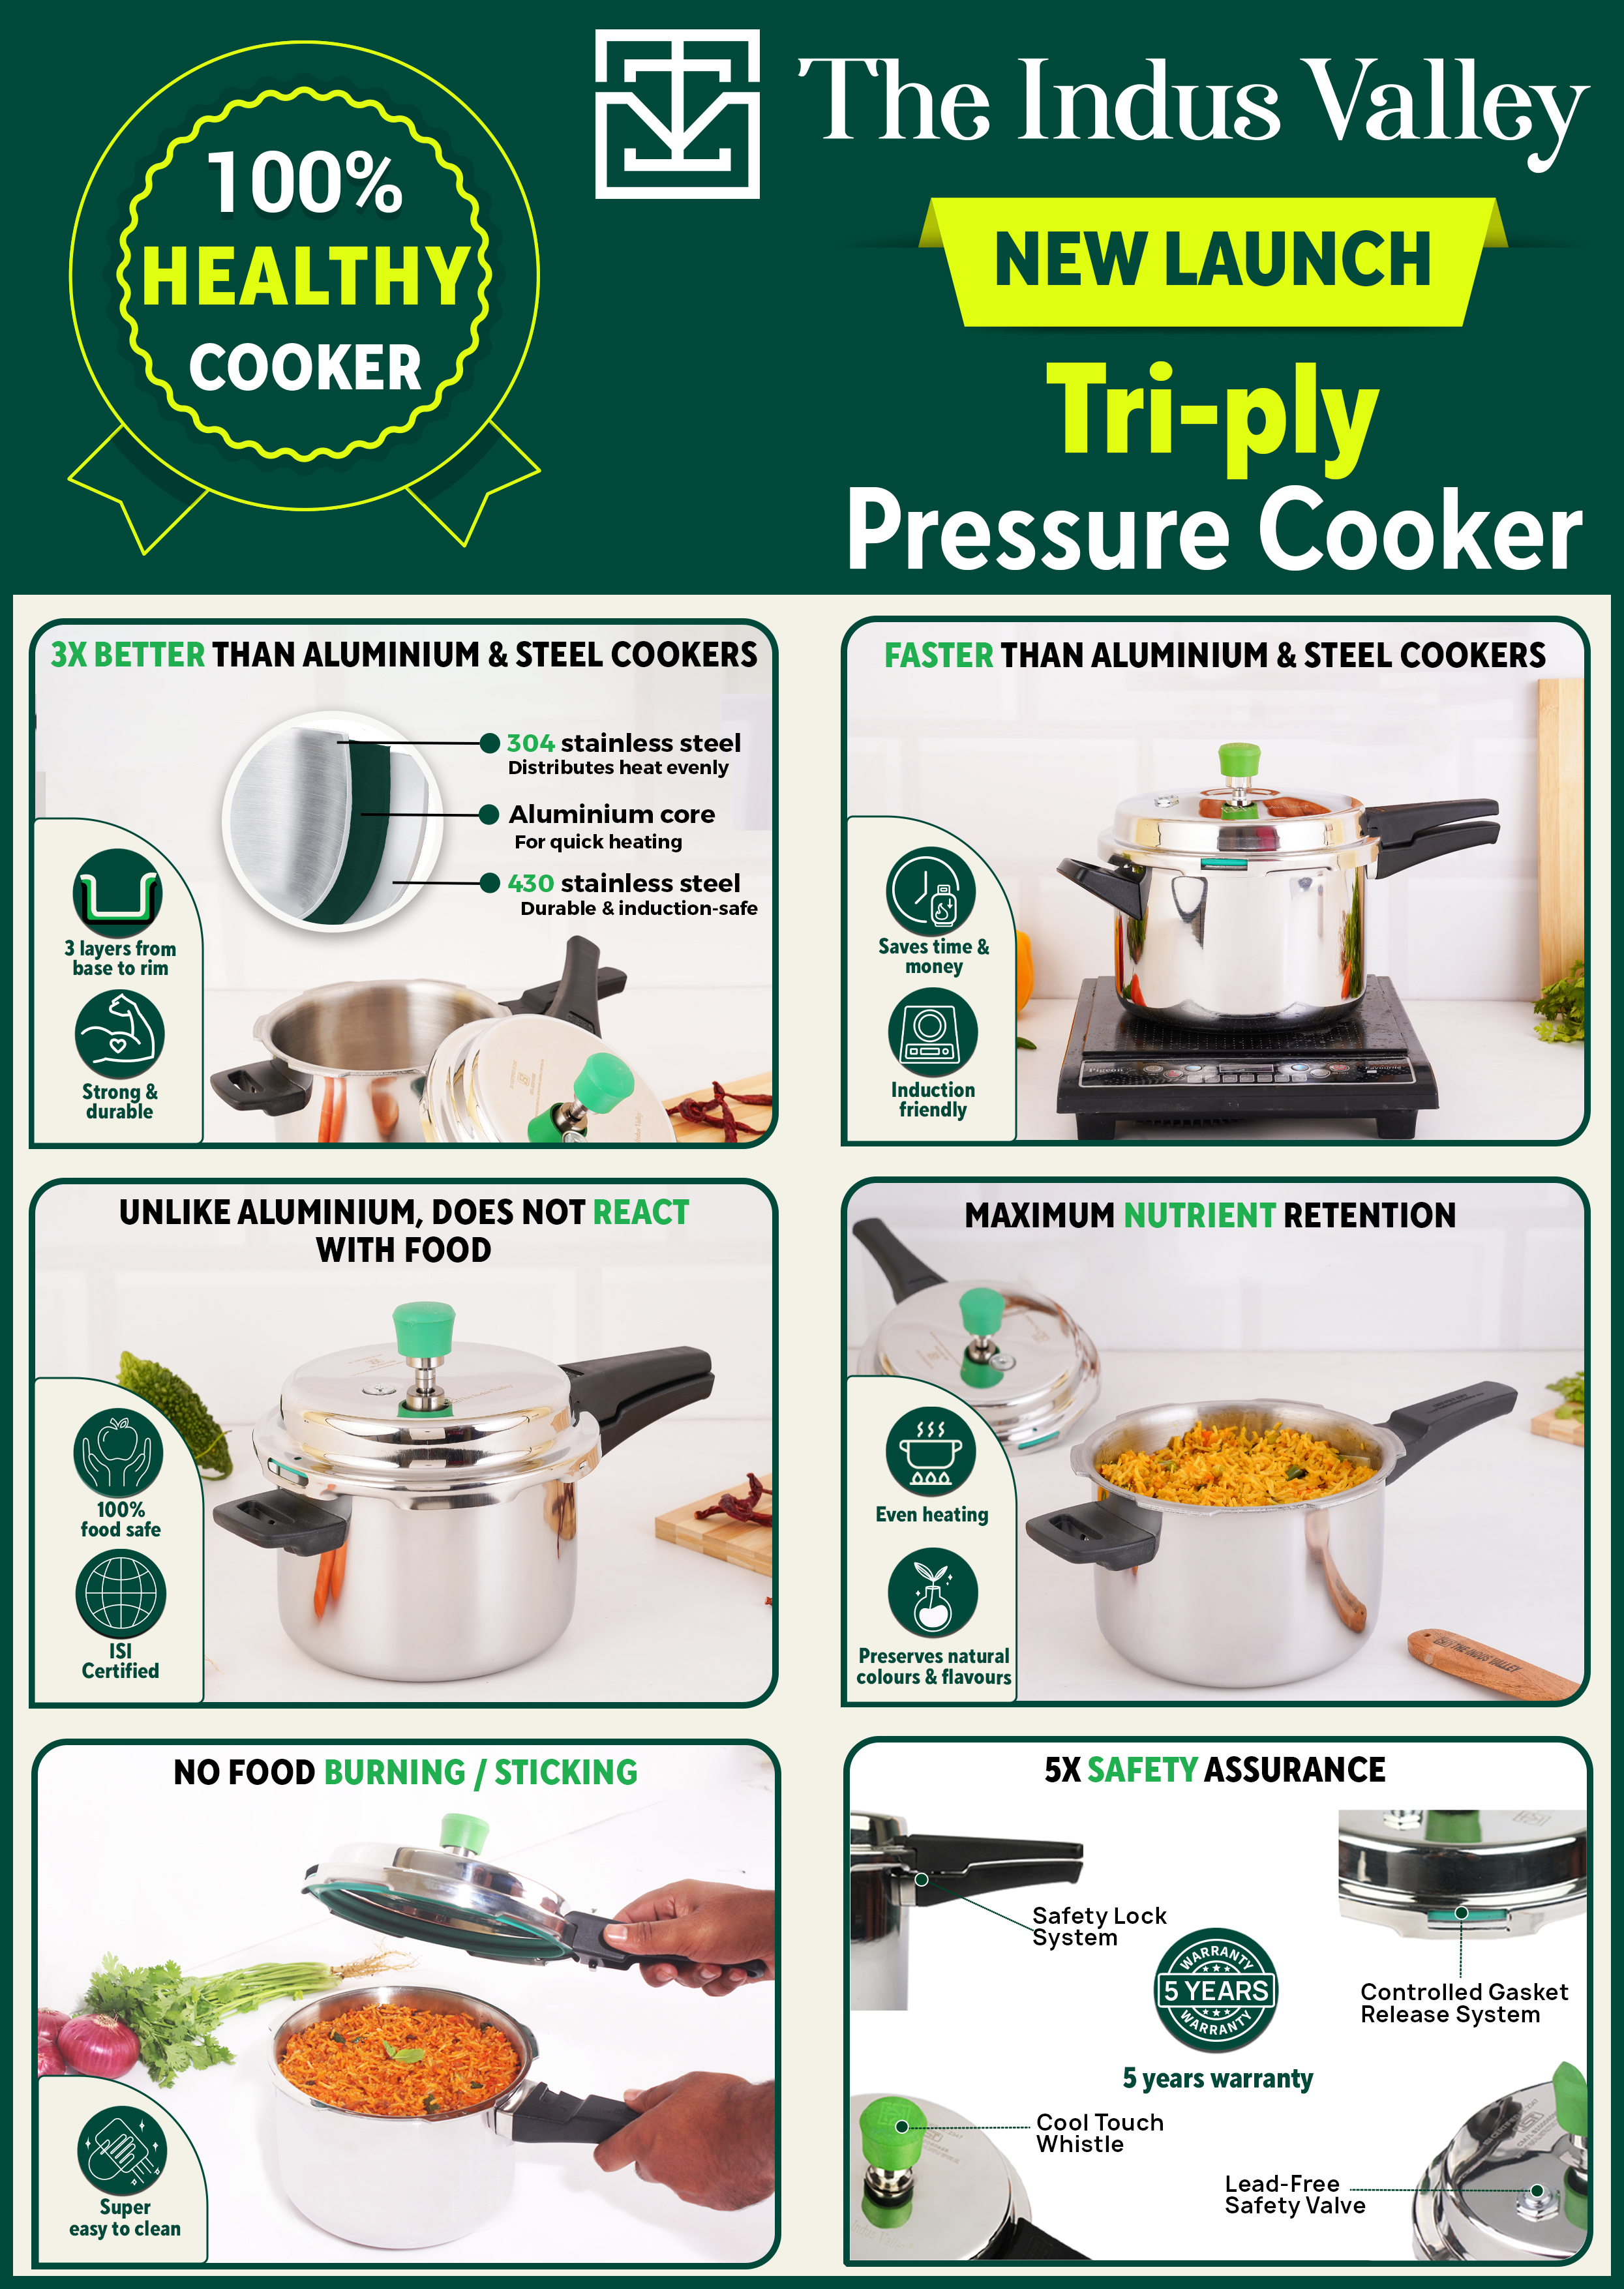 100%
HEALTHY
COOKER
The Indus Valley
NEW LAUNCH
Tri-ply
Pressure Cooker
3X BETTER THAN ALUMINIUM & STEEL COOKERS
304 stainless steel
Distributes heat evenly
Aluminium core
For quick heating
430 stainless steel
Durable & induction-safe
3 layers from
base to rim
Strong &
durable
FASTER THAN ALUMINIUM & STEEL COOKERS
Saves time &
money
Induction
friendly
Pigeon
Favourite
UNLIKE ALUMINIUM, DOES NOT REACT
WITH FOOD
100%
food safe
ISI
Certified
MAXIMUM NUTRIENT RETENTION
Even heating
Preserves natural
colours & flavours
THE INDUS VALLEY
NO FOOD BURNING / STICKING
Super
easy to clean
5X SAFETY ASSURANCE
Safety Lock
System
Controlled Gasket
Release System
WARRANTY
5 YEARS
WARRANTY
5 years warranty
Cool Touch
Whistle
Lead-Free
Safety Valve